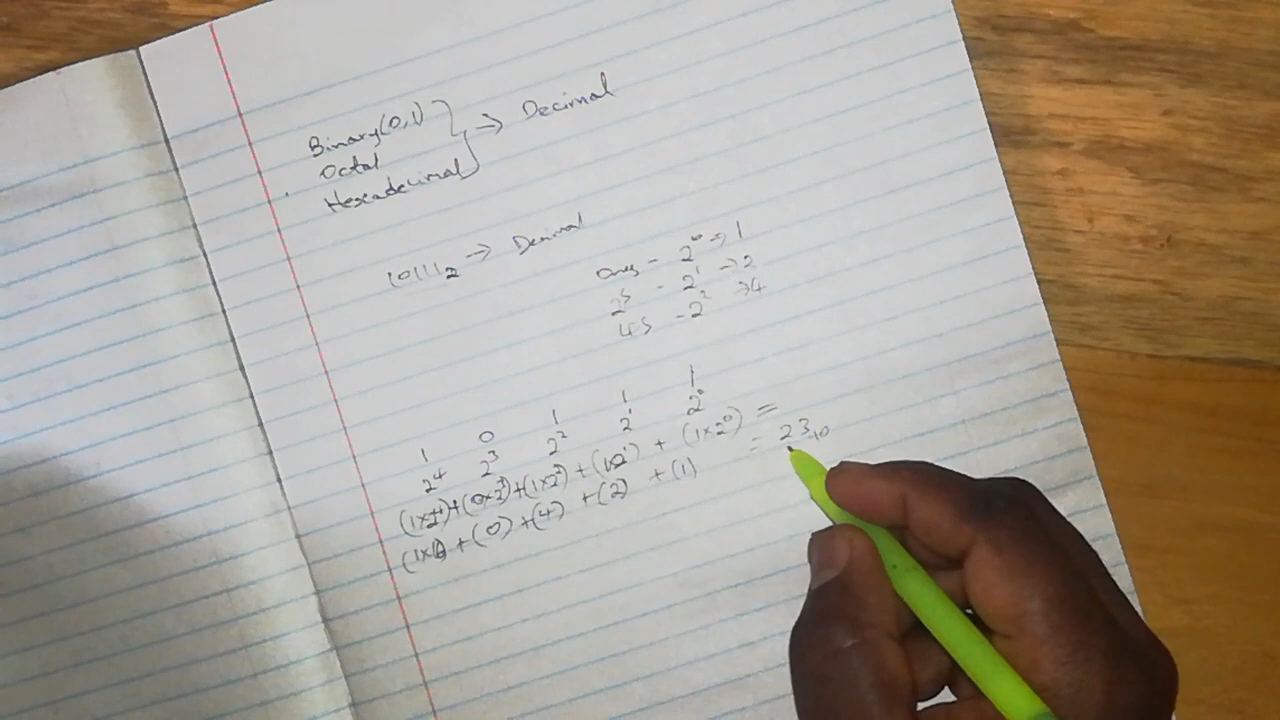 Binary(0,1)
Octal
Hexadecimal
→ Decimal
10111₂ → Decimal
Ones - 2⁰ → 1
2s - 2¹ → 2
4s - 2² → 4
1 0 1 1 1
2⁴ 2³ 2² 2¹ 2⁰
(1×2⁴)+(0×2³)+(1×2²)+(1×2¹)+(1×2⁰) =
+(0)+(4)+(2)+(1) = 23₁₀